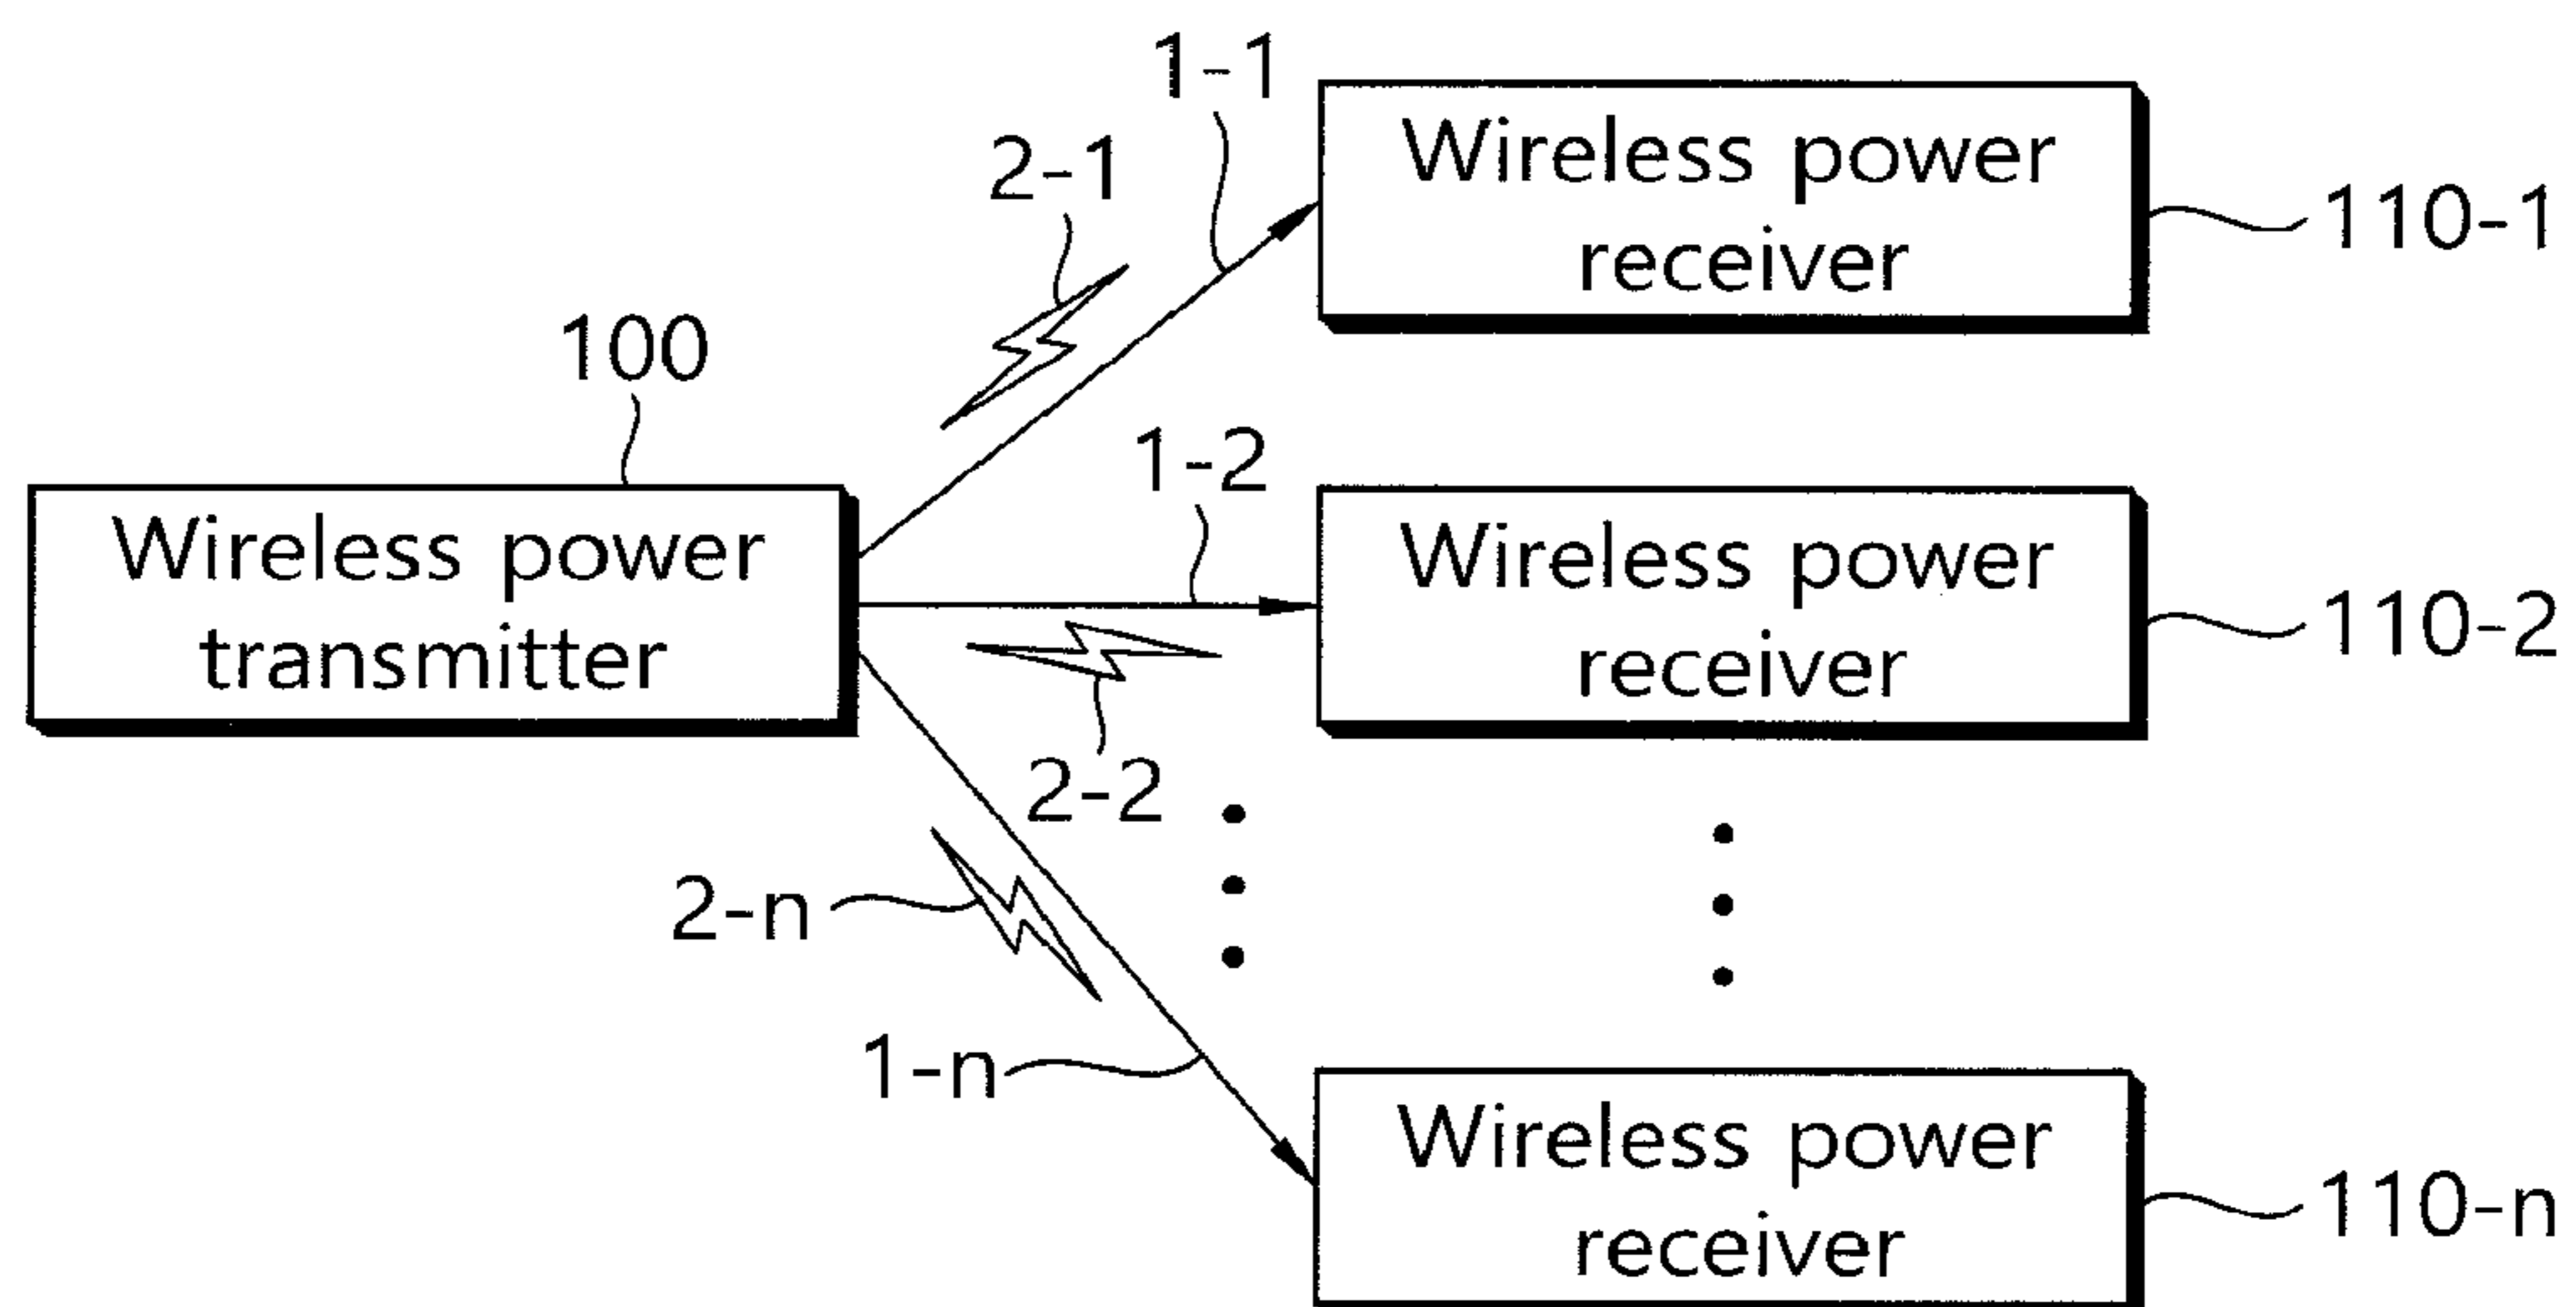 1-1
2-1
Wireless power
receiver
110-1
100
1-2
Wireless power
transmitter
Wireless power
receiver
110-2
2-2
2-n
1-n
Wireless power
receiver
110-n